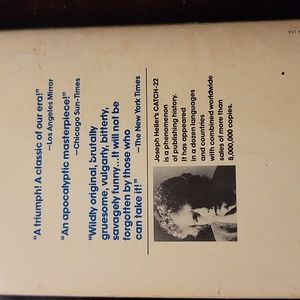 "A triumph! A classic of our era!"
—Los Angeles Mirror
"An apocalyptic masterpiece!"
—Chicago Sun-Times
"Wildly original, brutally
gruesome, vulgarly, bitterly,
savagely funny...It will not be
forgotten by those who
can take it!"
—The New York Times
Joseph Heller's CATCH-22
is a phenomenon
of publishing history.
It has appeared
in a dozen languages
and countries
with combined worldwide
sales of more than
8,000,000 copies.